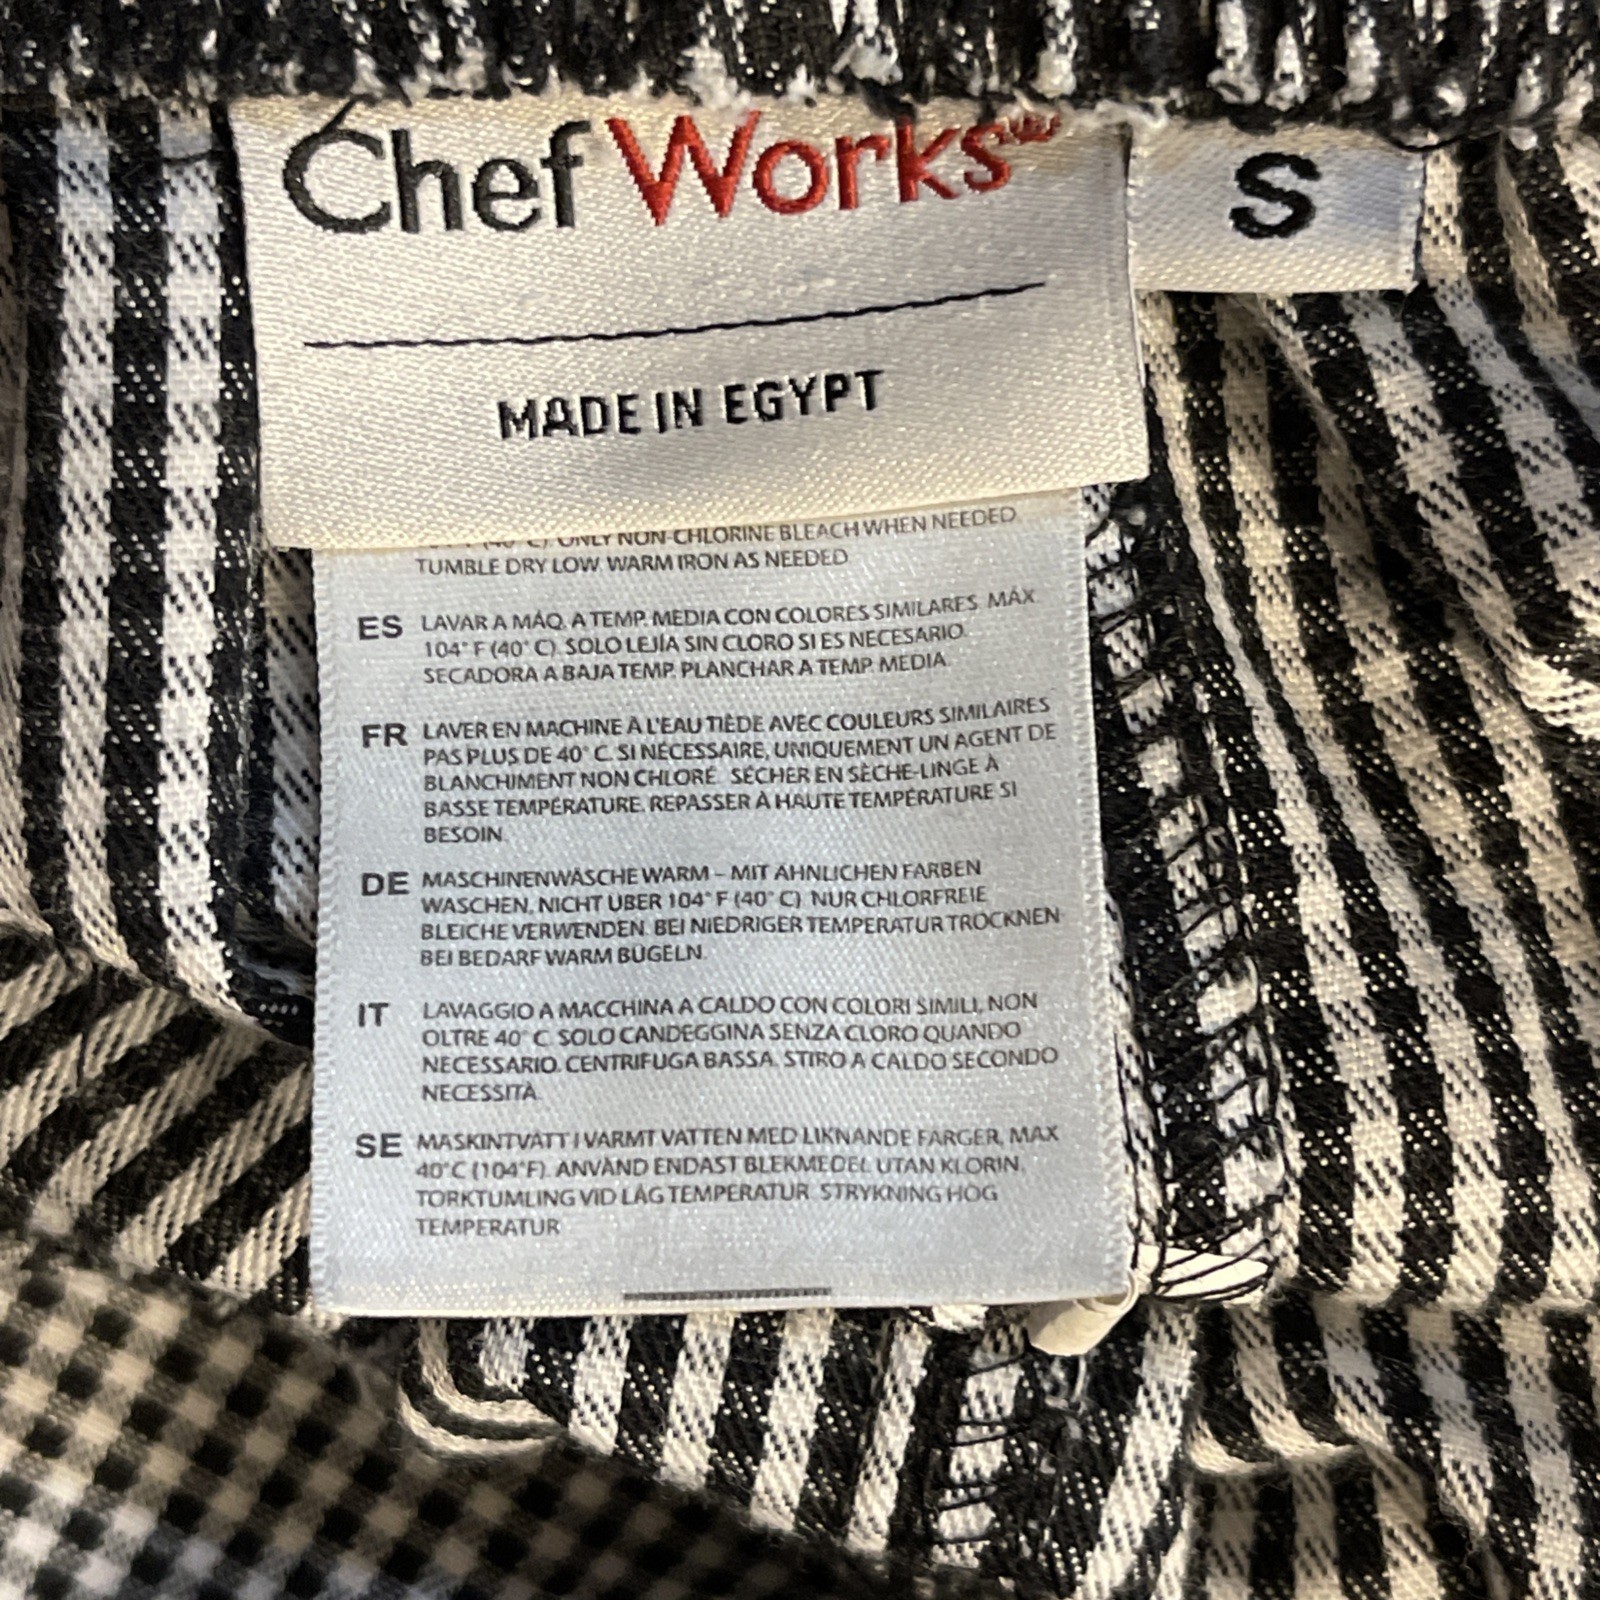 Chef Works
S
MADE IN EGYPT
(40°C). ONLY NON-CHLORINE BLEACH WHEN NEEDED
TUMBLE DRY LOW. WARM IRON AS NEEDED
ES LAVAR A MÁQ. A TEMP. MEDIA CON COLORES SIMILARES. MÁX.
104° F (40° C). SOLO LEJÍA SIN CLORO SI ES NECESARIO.
SECADORA A BAJA TEMP. PLANCHAR A TEMP. MEDIA.
FR LAVER EN MACHINE À L'EAU TIÈDE AVEC COULEURS SIMILAIRES
PAS PLUS DE 40° C. SI NÉCESSAIRE, UNIQUEMENT UN AGENT DE
BLANCHIMENT NON CHLORÉ. SÉCHER EN SÈCHE-LINGE À
BASSE TEMPÉRATURE. REPASSER À HAUTE TEMPÉRATURE SI
BESOIN.
DE MASCHINENWÄSCHE WARM – MIT ÄHNLICHEN FARBEN
WASCHEN. NICHT ÜBER 104° F (40° C). NUR CHLORFREIE
BLEICHE VERWENDEN. BEI NIEDRIGER TEMPERATUR TROCKNEN.
BEI BEDARF WARM BÜGELN.
IT LAVAGGIO A MACCHINA A CALDO CON COLORI SIMILI, NON
OLTRE 40° C. SOLO CANDEGGINA SENZA CLORO QUANDO
NECESSARIO. CENTRIFUGA BASSA. STIRO A CALDO SECONDO
NECESSITÀ.
SE MASKINTVÄTT I VARMT VATTEN MED LIKNANDE FÄRGER, MAX
40°C (104°F). ANVÄND ENDAST BLEKMEDEL UTAN KLORIN.
TORKTUMLING VID LÅG TEMPERATUR. STRYKNING HÖG
TEMPERATUR